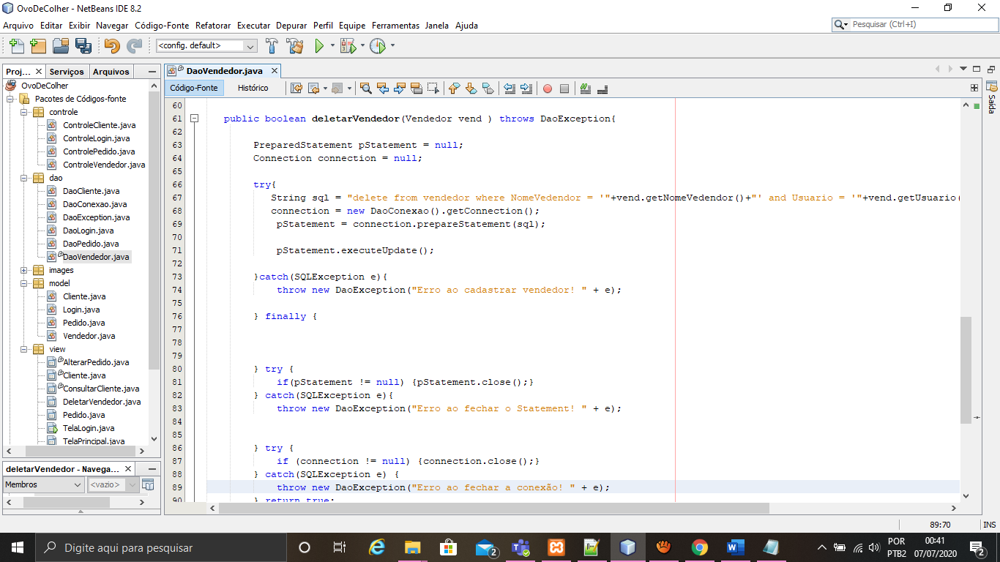 OvoDeColher - NetBeans IDE 8.2
Arquivo Editar Exibir Navegar Código-Fonte Refatorar Executar Depurar Perfil Equipe Ferramentas Janela Ajuda
Pesquisar (Ctrl+I)
<config. default>
Proj... Serviços Arquivos
OvoDeColher
Pacotes de Códigos-fonte
controle
ControleCliente.java
ControleLogin.java
ControlePedido.java
ControleVendedor.java
dao
DaoCliente.java
DaoConexao.java
DaoException.java
DaoLogin.java
DaoPedido.java
DaoVendedor.java
images
model
Cliente.java
Login.java
Pedido.java
Vendedor.java
view
AlterarPedido.java
Cliente.java
ConsultarCliente.java
DeletarVendedor.java
Pedido.java
TelaLogin.java
TelaPrincipal.java
deletarVendedor - Navega...
Membros <vazio>
DaoVendedor.java
Código-Fonte Histórico
60
61 public boolean deletarVendedor(Vendedor vend ) throws DaoException{
62
63 PreparedStatement pStatement = null;
64 Connection connection = null;
65
66 try{
67 String sql = "delete from vendedor where NomeVedendor = '"+vend.getNomeVedendor()+"' and Usuario = '"+vend.getUsuario(
68 connection = new DaoConexao().getConnection();
69 pStatement = connection.prepareStatement(sql);
70
71 pStatement.executeUpdate();
72
73 }catch(SQLException e){
74 throw new DaoException("Erro ao cadastrar vendedor! " + e);
75
76 } finally {
77
78
79
80 } try {
81 if(pStatement != null) {pStatement.close();}
82 } catch(SQLException e){
83 throw new DaoException("Erro ao fechar o Statement! " + e);
84
85
86 } try {
87 if (connection != null) {connection.close();}
88 } catch(SQLException e) {
89 throw new DaoException("Erro ao fechar a conexão! " + e);
90 } return true;
Saída
89:70 INS
Digite aqui para pesquisar
2
POR
PTB2
00:41
07/07/2020
2